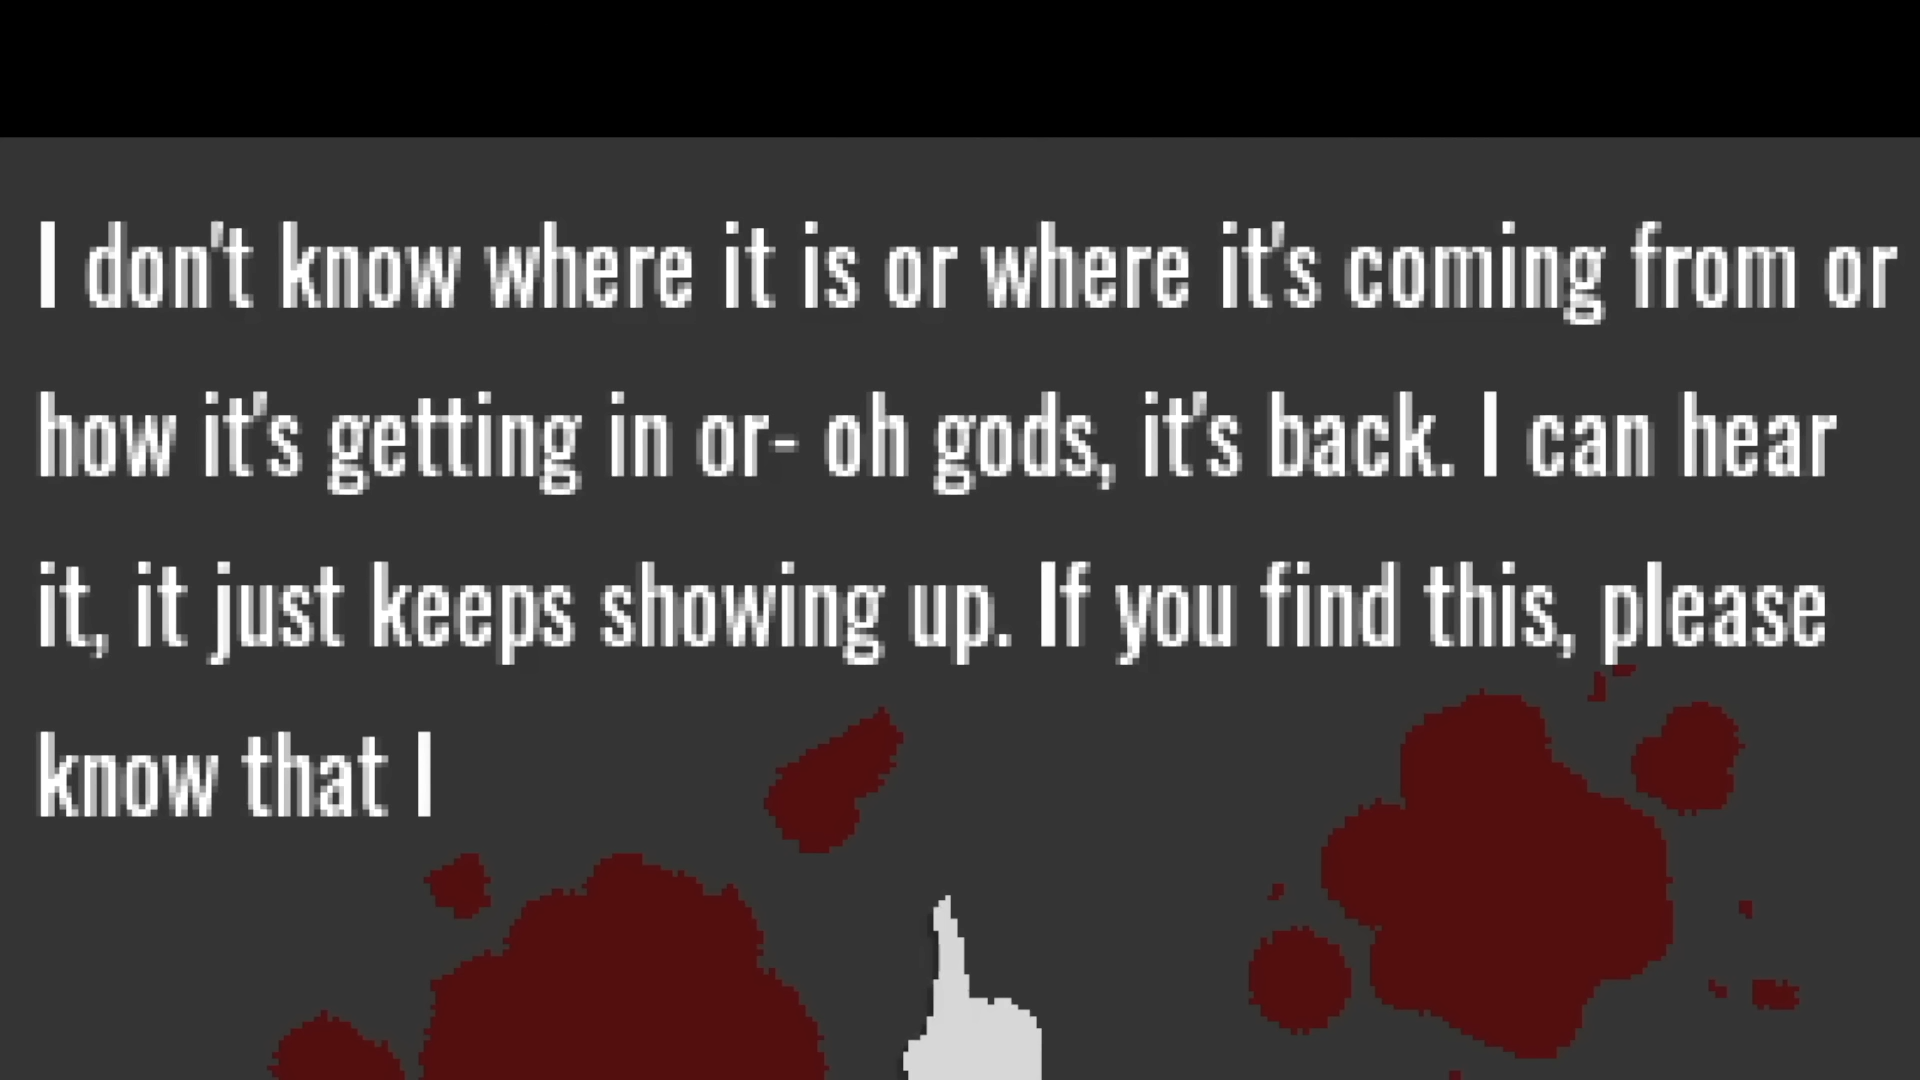 I don't know where it is or where it's coming from or
how it's getting in or- oh gods, it's back. I can hear
it, it just keeps showing up. If you find this, please
know that I